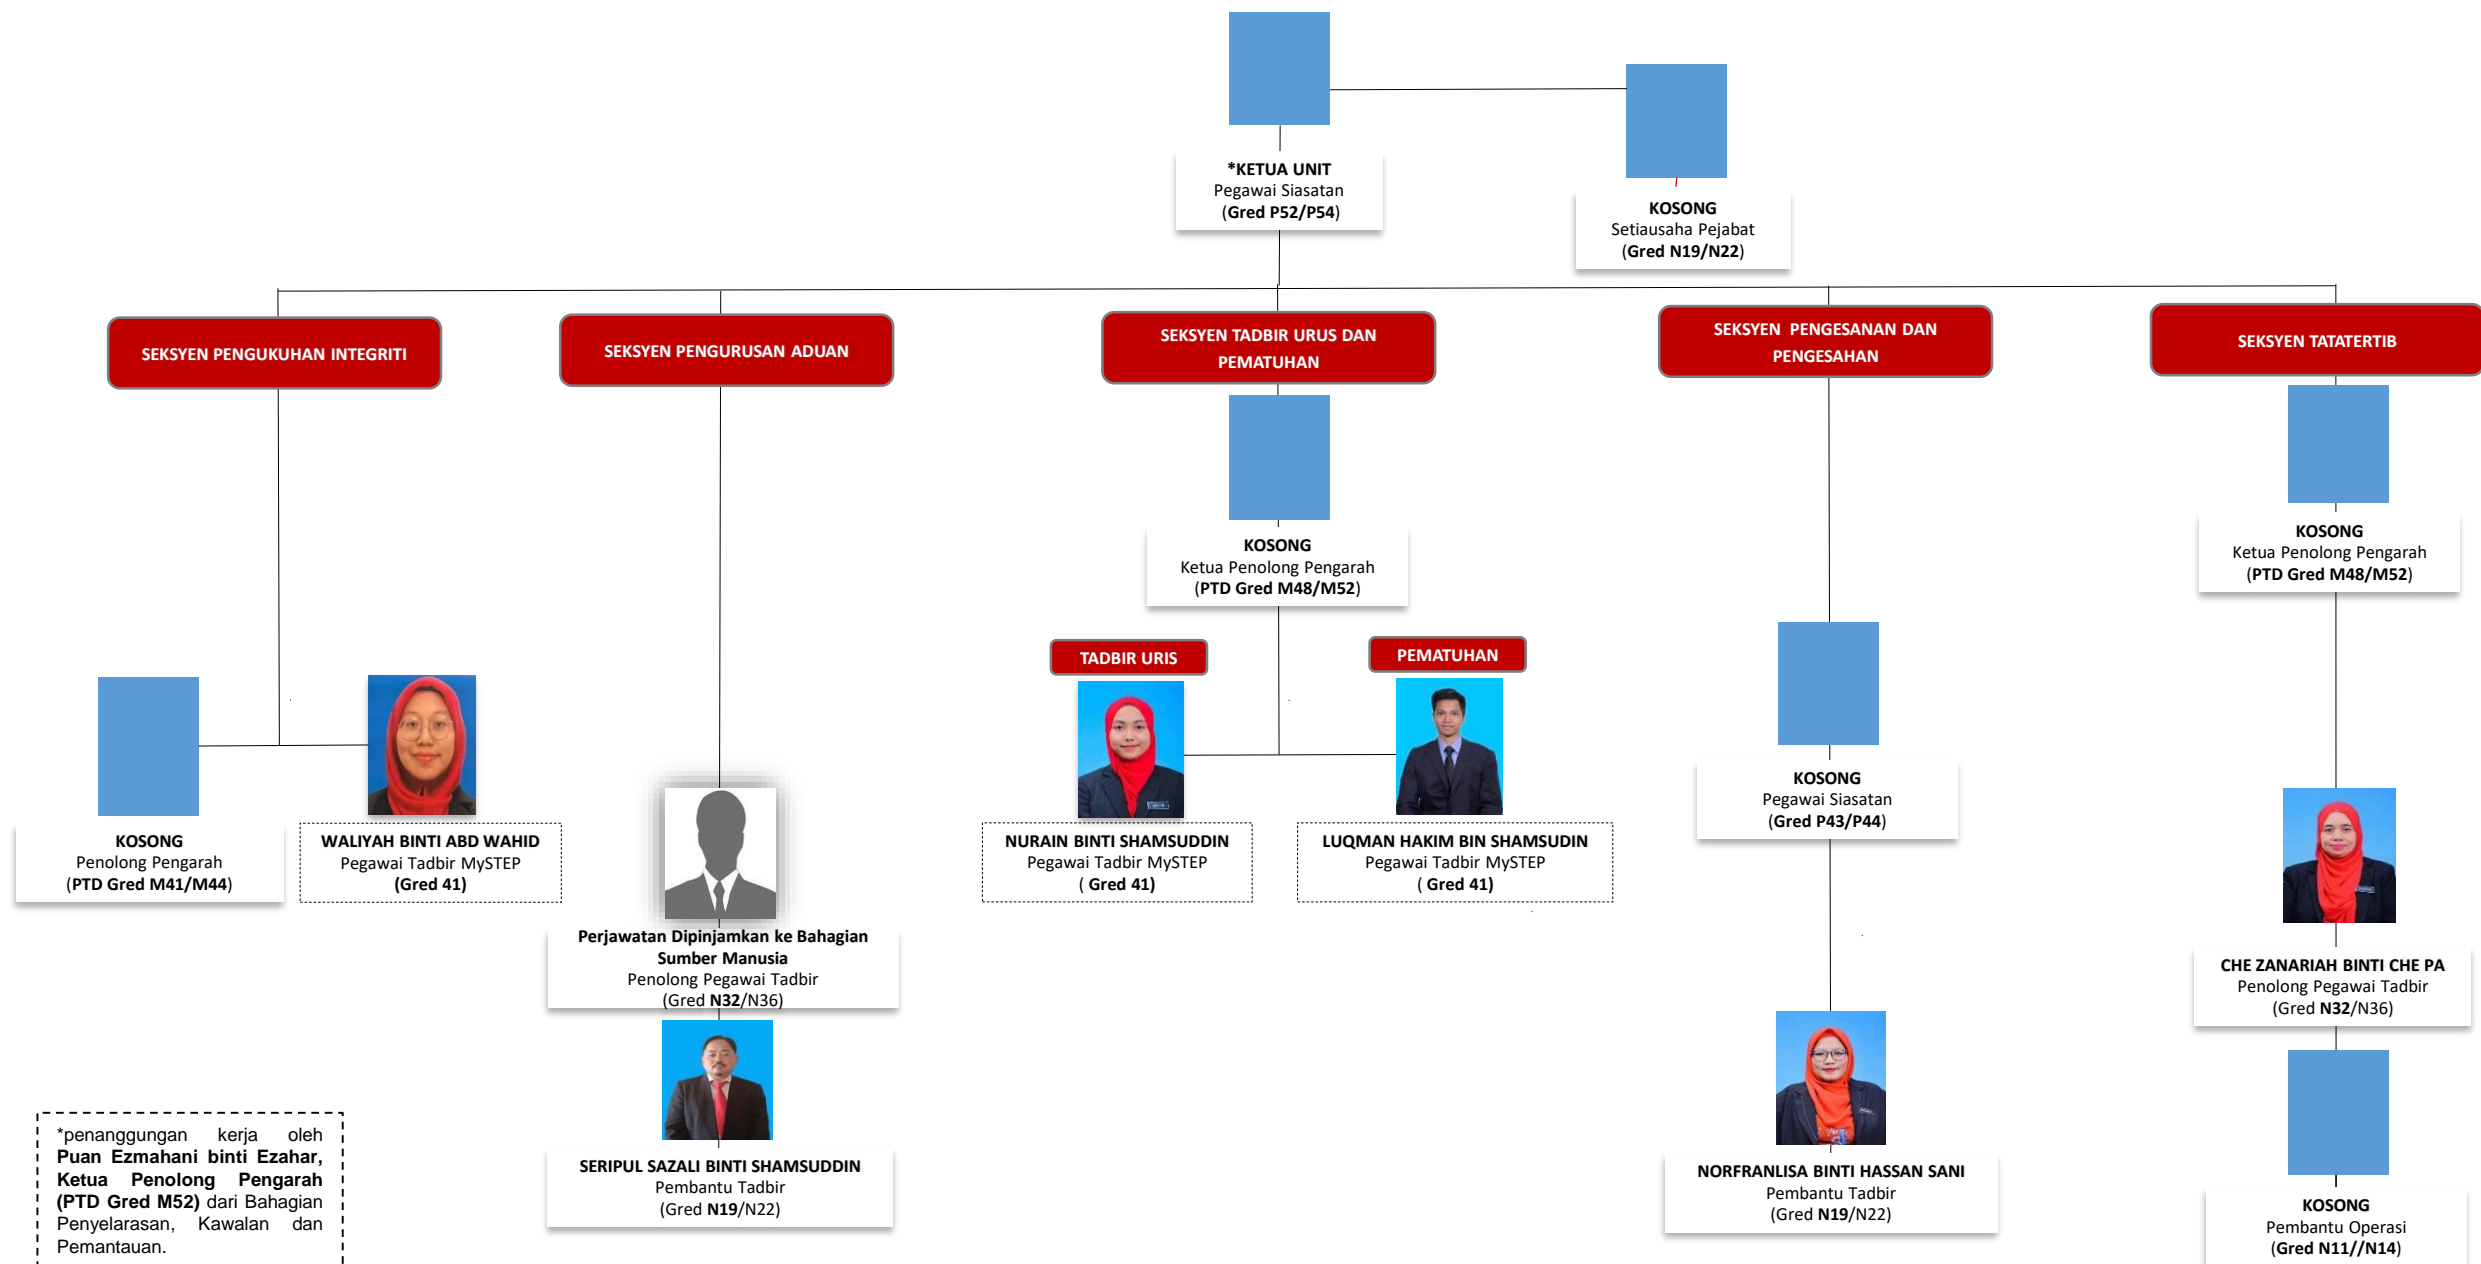 *KETUA UNIT
Pegawai Siasatan
(Gred P52/P54)
KOSONG
Setiausaha Pejabat
(Gred N19/N22)
SEKSYEN PENGUKUHAN INTEGRITI
SEKSYEN PENGURUSAN ADUAN
SEKSYEN TADBIR URUS DAN
PEMATUHAN
SEKSYEN PENGESANAN DAN
PENGESAHAN
SEKSYEN TATATERTIB
KOSONG
Penolong Pengarah
(PTD Gred M41/M44)
WALIYAH BINTI ABD WAHID
Pegawai Tadbir MySTEP
(Gred 41)
Perjawatan Dipinjamkan ke Bahagian
Sumber Manusia
Penolong Pegawai Tadbir
(Gred N32/N36)
SERIPUL SAZALI BINTI SHAMSUDDIN
Pembantu Tadbir
(Gred N19/N22)
KOSONG
Ketua Penolong Pengarah
(PTD Gred M48/M52)
TADBIR URIS
NURAIN BINTI SHAMSUDDIN
Pegawai Tadbir MySTEP
( Gred 41)
PEMATUHAN
LUQMAN HAKIM BIN SHAMSUDIN
Pegawai Tadbir MySTEP
( Gred 41)
KOSONG
Pegawai Siasatan
(Gred P43/P44)
NORFRANLISA BINTI HASSAN SANI
Pembantu Tadbir
(Gred N19/N22)
KOSONG
Ketua Penolong Pengarah
(PTD Gred M48/M52)
CHE ZANARIAH BINTI CHE PA
Penolong Pegawai Tadbir
(Gred N32/N36)
KOSONG
Pembantu Operasi
(Gred N11//N14)
*penanggungan kerja oleh
Puan Ezmahani binti Ezahar,
Ketua Penolong Pengarah
(PTD Gred M52) dari Bahagian
Penyelarasan, Kawalan dan
Pemantauan.